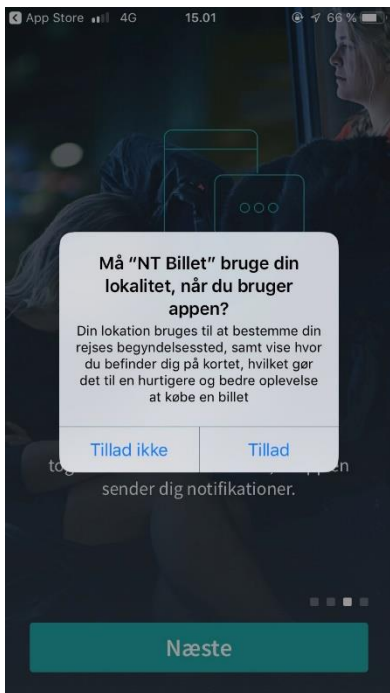 App Store 4G 15.01 66 %
Må “NT Billet” bruge din
lokalitet, når du bruger
appen?
Din lokation bruges til at bestemme din
rejses begyndelsessted, samt vise hvor
du befinder dig på kortet, hvilket gør
det til en hurtigere og bedre oplevelse
at købe en billet
Tillad ikke Tillad
sender dig notifikationer.
Næste